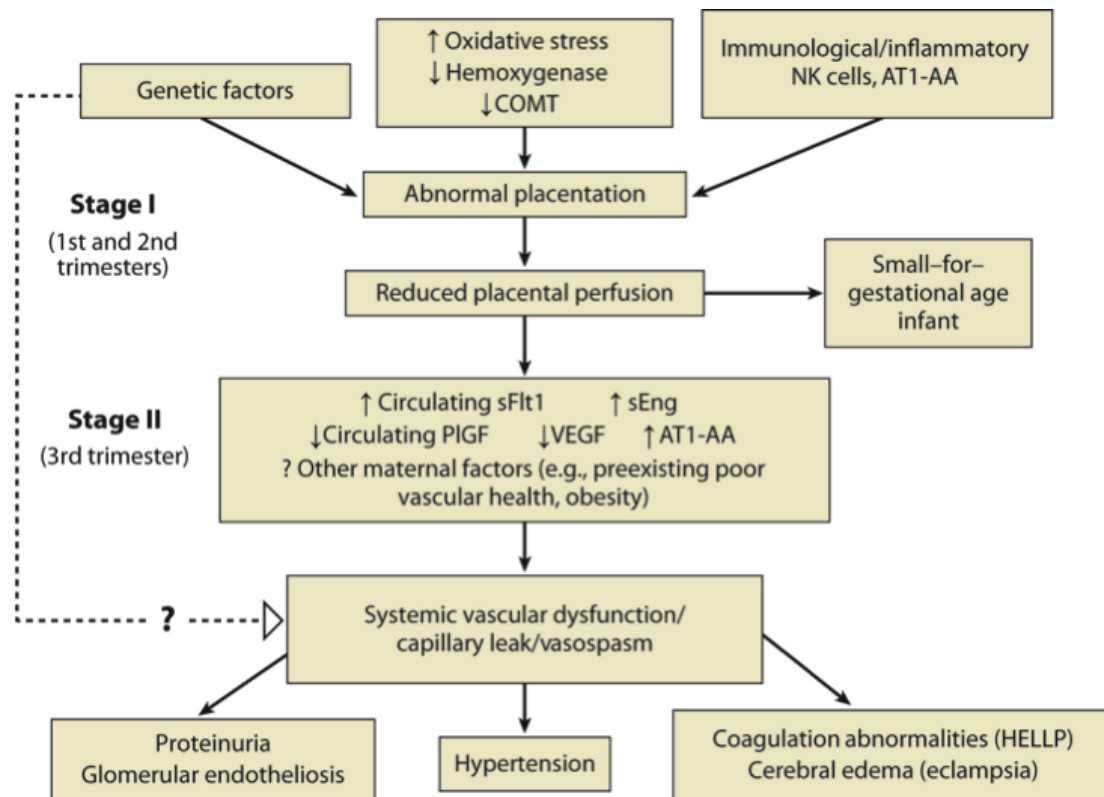 ↑ Oxidative stress
↓ Hemoxygenase
↓COMT
Immunological/inflammatory
NK cells, AT1-AA
Genetic factors
Abnormal placentation
Stage I
(1st and 2nd
trimesters)
Reduced placental perfusion
Small–for–
gestational age
infant
Stage II
(3rd trimester)
↑ Circulating sFlt1 ↑ sEng
↓Circulating PlGF ↓VEGF ↑ AT1-AA
? Other maternal factors (e.g., preexisting poor
vascular health, obesity)
?
Systemic vascular dysfunction/
capillary leak/vasospasm
Proteinuria
Glomerular endotheliosis
Hypertension
Coagulation abnormalities (HELLP)
Cerebral edema (eclampsia)